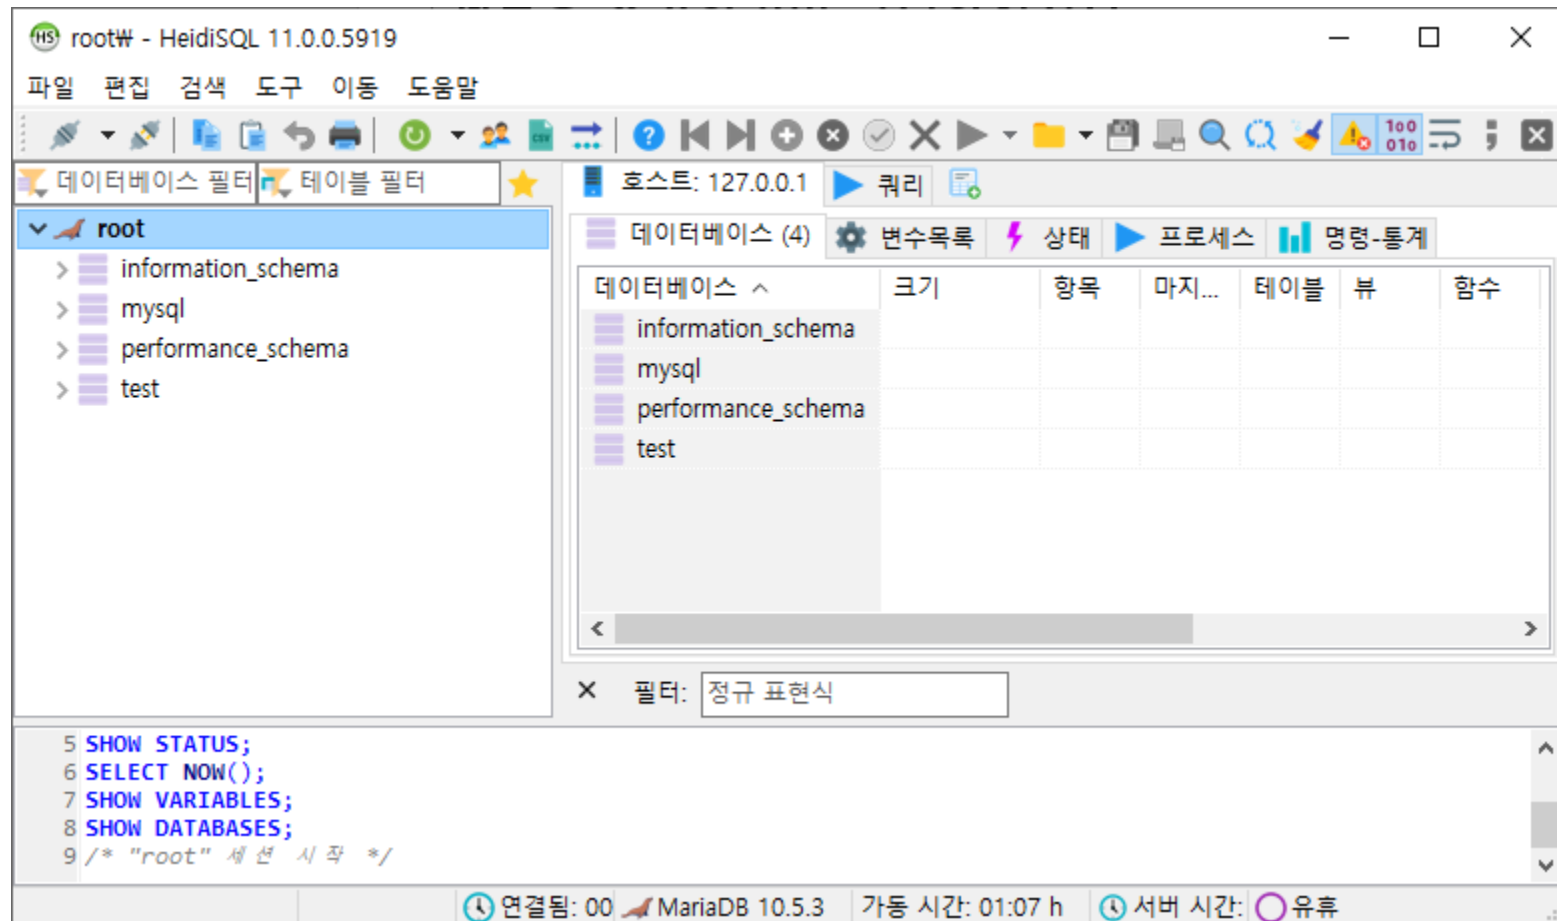 root₩ - HeidiSQL 11.0.0.5919
파일 편집 검색 도구 이동 도움말
데이터베이스 필터 테이블 필터
root
information_schema
mysql
performance_schema
test
호스트: 127.0.0.1 쿼리
데이터베이스 (4) 변수목록 상태 프로세스 명령-통계
데이터베이스 크기 항목 마지... 테이블 뷰 함수
information_schema
mysql
performance_schema
test
필터: 정규 표현식
5 SHOW STATUS;
6 SELECT NOW();
7 SHOW VARIABLES;
8 SHOW DATABASES;
9 /* "root" 세션 시작 */
연결됨: 00 MariaDB 10.5.3 가동 시간: 01:07 h 서버 시간: 유휴